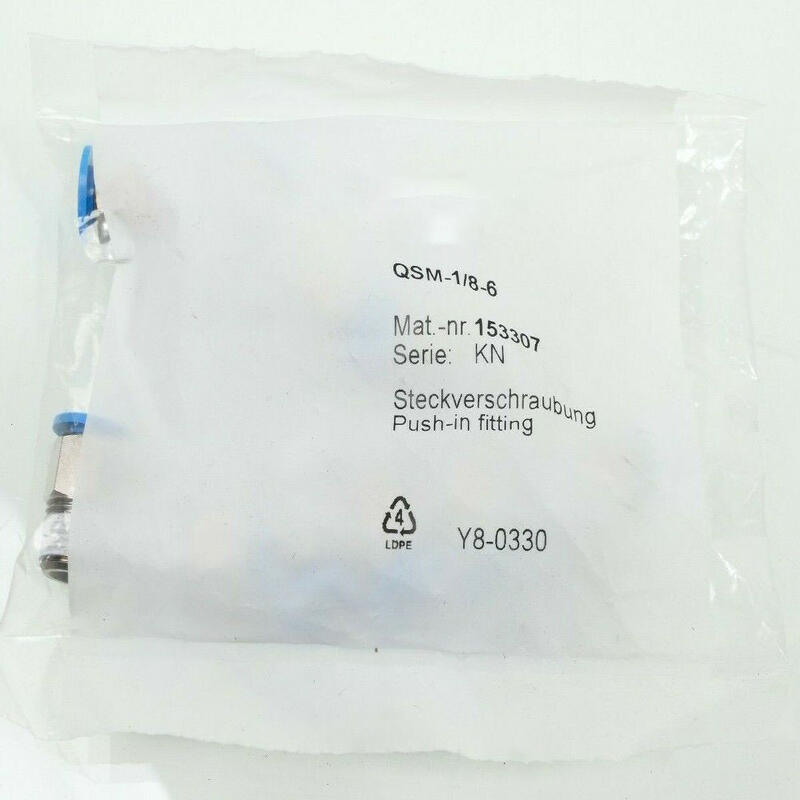 QSM-1/8-6
Mat.-nr.153307
Serie: KN
Steckverschraubung
Push-in fitting
4
LDPE
Y8-0330